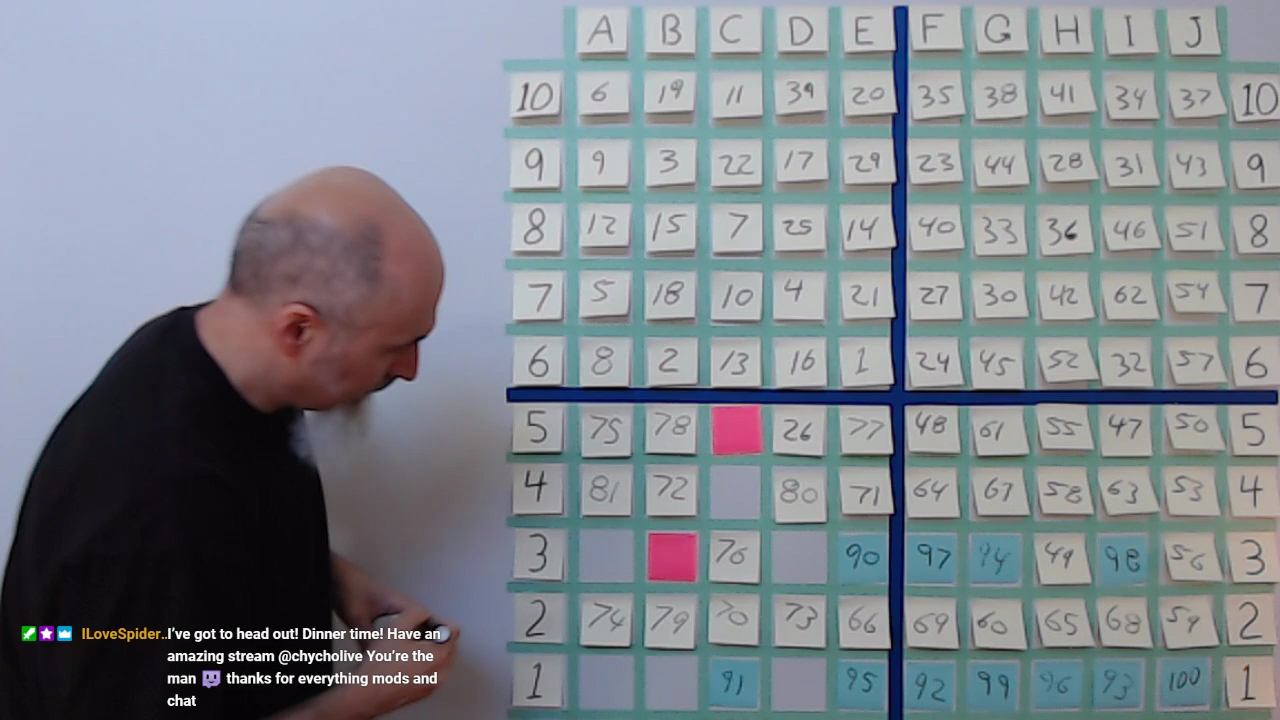 A B C D E F G H I J
10 6 19 11 39 20 35 38 41 34 37 10
9 9 3 22 17 29 23 44 28 31 43 9
8 12 15 7 25 14 40 33 36 46 51 8
7 5 18 10 4 21 27 30 42 62 54 7
6 8 2 13 16 1 24 45 52 32 57 6
5 75 78 26 77 48 61 55 47 50 5
4 81 72 80 71 64 67 58 63 53 4
3 76 90 97 94 49 98 56 3
2 74 79 70 73 66 69 60 65 68 59 2
1 91 95 92 99 96 93 100 1
ILoveSpider.. I've got to head out! Dinner time! Have an
amazing stream @chycholive You're the
man thanks for everything mods and
chat